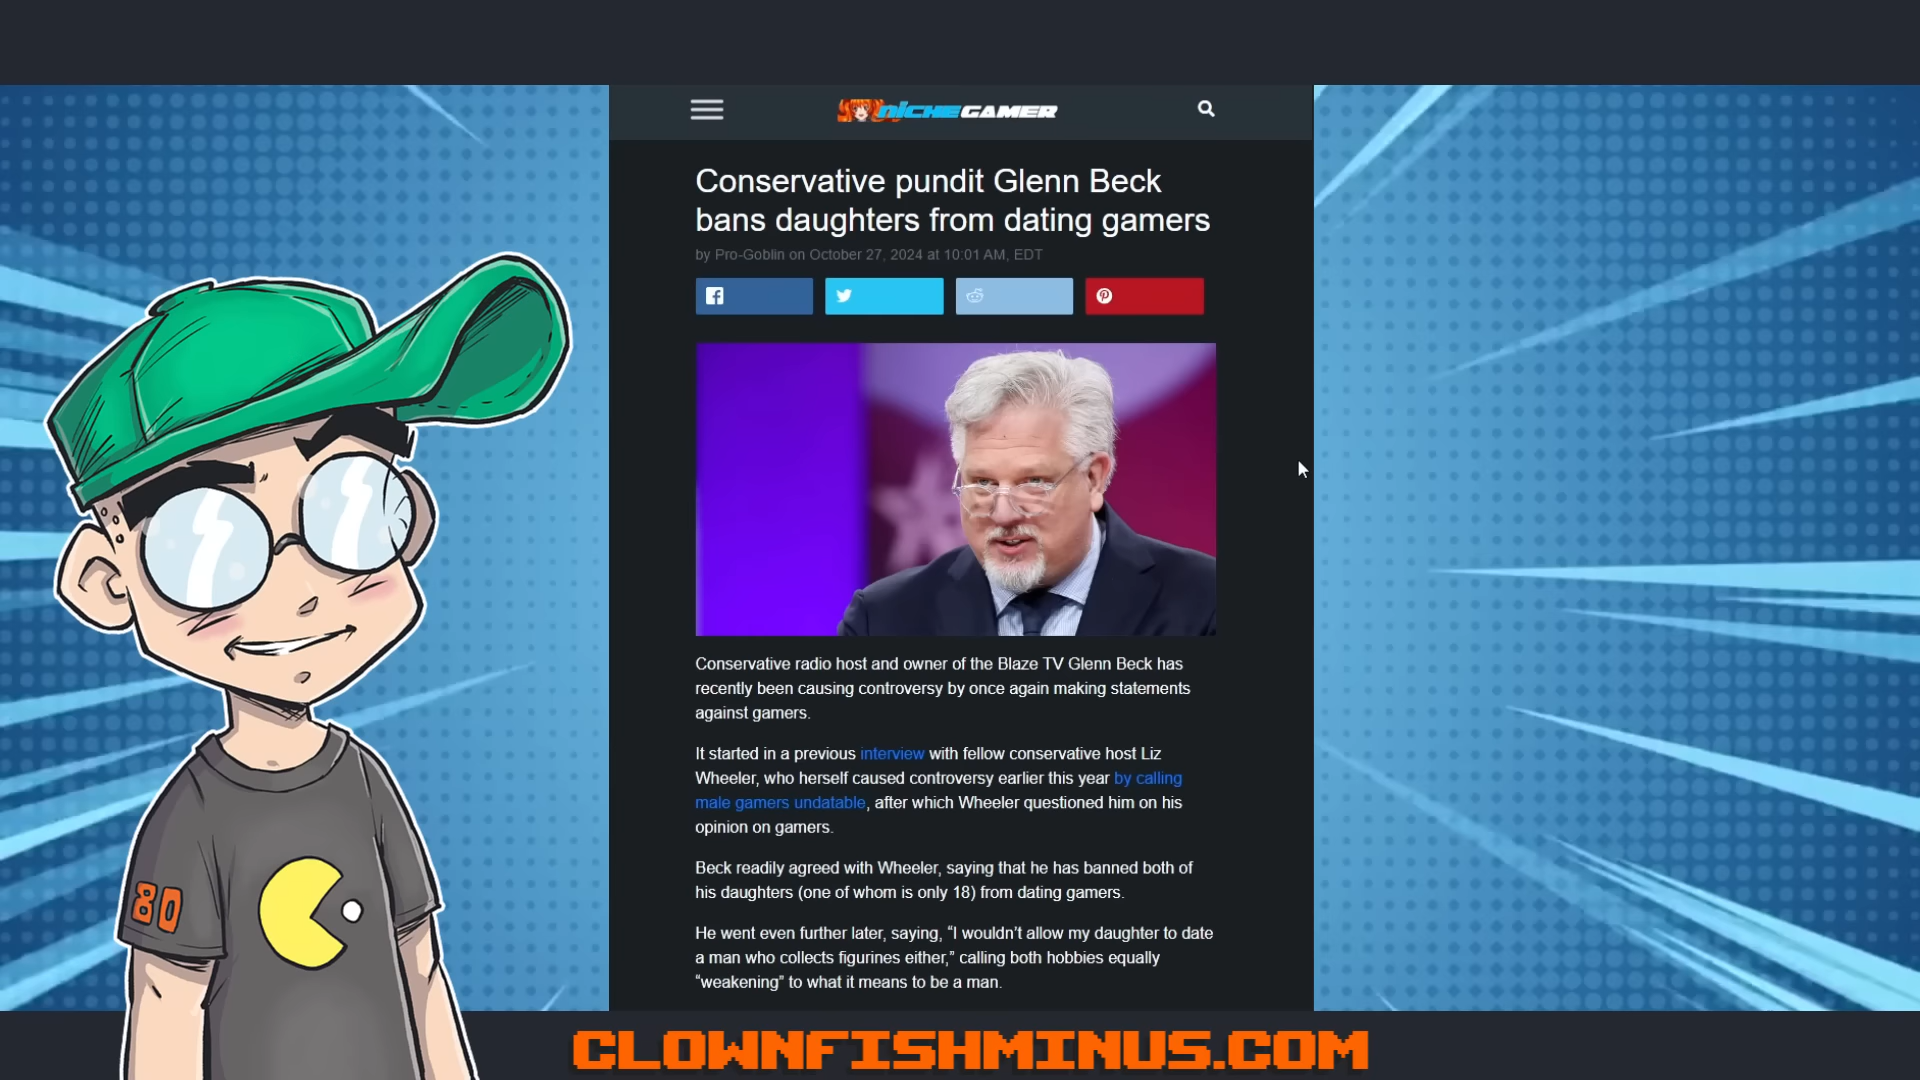 NICHEGAMER
Conservative pundit Glenn Beck
bans daughters from dating gamers
by Pro-Goblin on October 27, 2024 at 10:01 AM, EDT
Conservative radio host and owner of the Blaze TV Glenn Beck has
recently been causing controversy by once again making statements
against gamers.
It started in a previous interview with fellow conservative host Liz
Wheeler, who herself caused controversy earlier this year by calling
male gamers undatable, after which Wheeler questioned him on his
opinion on gamers.
Beck readily agreed with Wheeler, saying that he has banned both of
his daughters (one of whom is only 18) from dating gamers.
He went even further later, saying, “I wouldn’t allow my daughter to date
a man who collects figurines either,” calling both hobbies equally
“weakening” to what it means to be a man.
80
CLOWNFISHMINUS.COM